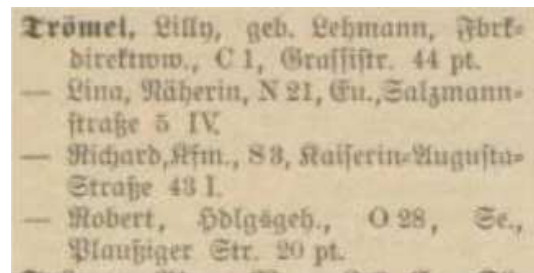 Trömel, Lilly, geb. Lehmann, Fbrk-
direktww., C 1, Grassistr. 44 pt.
— Lina, Näherin, N 21, Eu., Salzmann-
straße 5 IV.
— Richard, Kfm., S 3, Kaiserin-Augusta-
Straße 43 I.
— Robert, Hdlgsgeh., O 28, Se.,
Plaußiger Str. 20 pt.